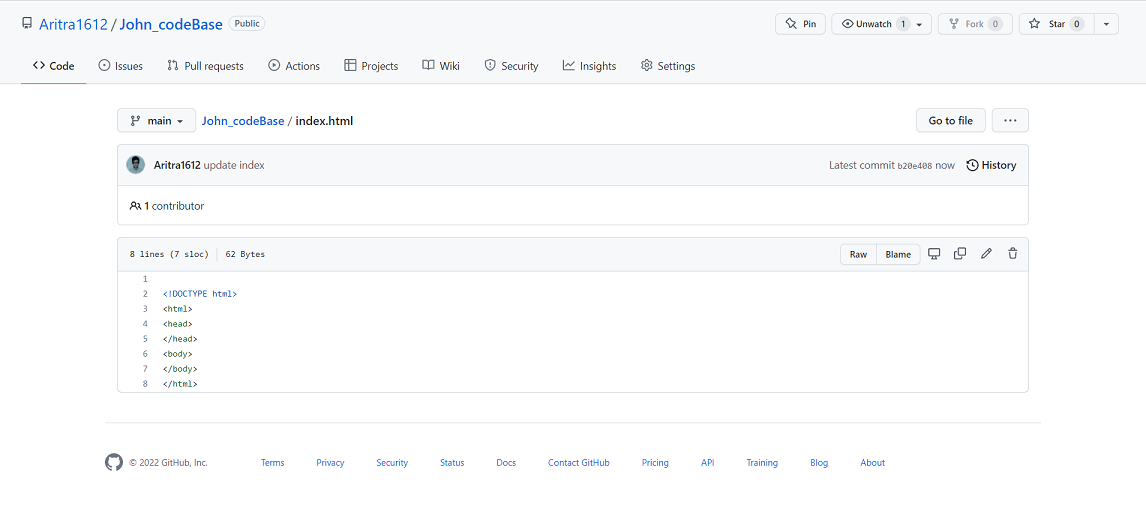 Aritra1612 / John_codeBase Public Pin Unwatch 1 Fork 0 Star 0
Code Issues Pull requests Actions Projects Wiki Security Insights Settings
main John_codeBase / index.html Go to file ...
Aritra1612 update index Latest commit b20e408 now History
1 contributor
8 lines (7 sloc) 62 Bytes Raw Blame
1
2 <!DOCTYPE html>
3 <html>
4 <head>
5 </head>
6 <body>
7 </body>
8 </html>
© 2022 GitHub, Inc. Terms Privacy Security Status Docs Contact GitHub Pricing API Training Blog About